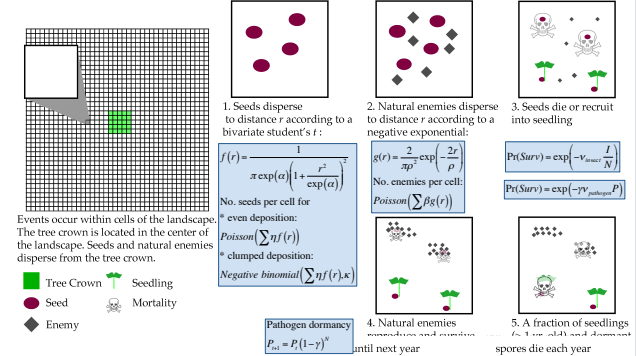 1. Seeds disperse
to distance r according to a
bivariate student's t :
f(r) = 1 / (π exp(α)(1 + r²/exp(α))²)
No. seeds per cell for
* even deposition:
Poisson(∑ηf(r))
* clumped deposition:
Negative binomial(∑ηf(r),κ)
2. Natural enemies disperse
to distance r according to a
negative exponential:
g(r) = 2/(πρ²) exp(−2r/ρ)
No. enemies per cell:
Poisson(∑βg(r))
3. Seeds die or recruit
into seedling
Pr(Surv) = exp(−ν_insect I/N)
Pr(Surv) = exp(−γν_pathogen P)
Events occur within cells of the landscape.
The tree crown is located in the center of
the landscape. Seeds and natural enemies
disperse from the tree crown.
Tree Crown
Seedling
Seed
Mortality
Enemy
Pathogen dormancy
P_t+1 = P_t(1−γ)^N
4. Natural enemies
reproduce and survive
until next year
5. A fraction of seedlings
(> 1 yr. old) and dormant
spores die each year